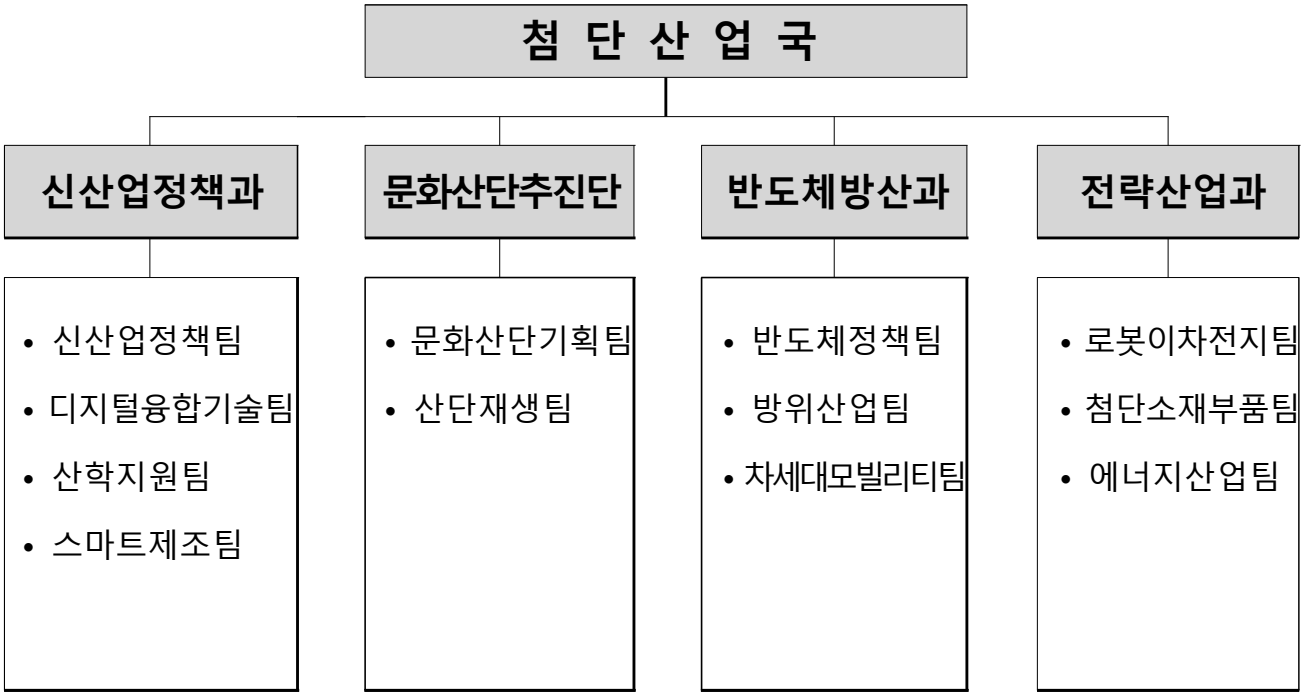 첨 단 산 업 국
신산업정책과
문화산단추진단
반도체방산과
전략산업과
• 신산업정책팀
• 디지털융합기술팀
• 산학지원팀
• 스마트제조팀
• 문화산단기획팀
• 산단재생팀
• 반도체정책팀
• 방위산업팀
• 차세대모빌리티팀
• 로봇이차전지팀
• 첨단소재부품팀
• 에너지산업팀